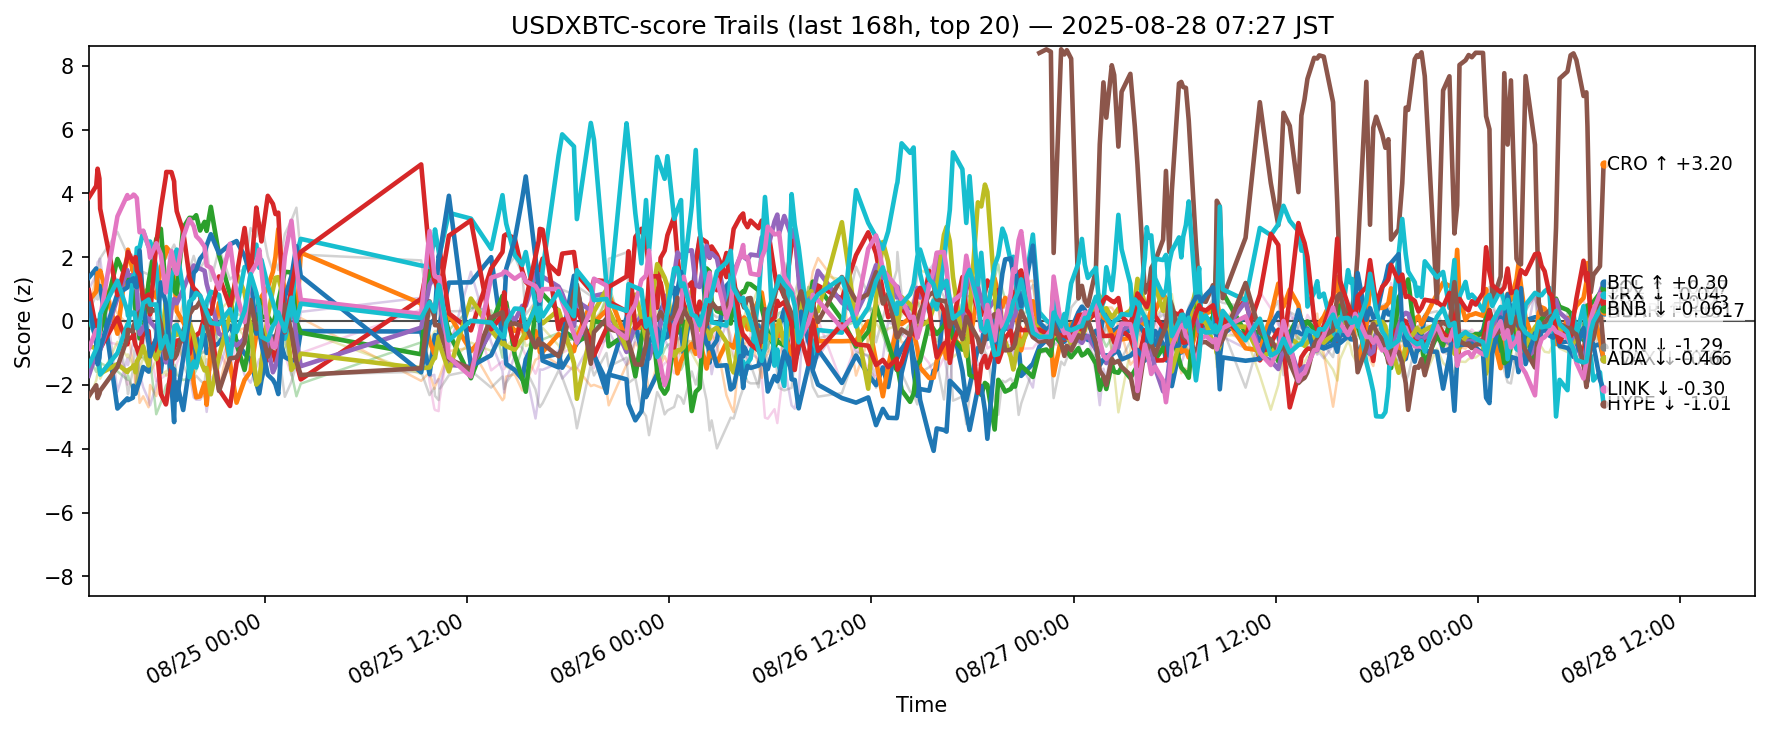 USDXBTC-score Trails (last 168h, top 20) — 2025-08-28 07:27 JST
Score (z)
8
6
4
2
0
−2
−4
−6
−8
CRO ↑ +3.20
BTC ↑ +0.30
TRX ↓ -0.04
BNB ↓ -0.06
17
TON ↓ -1.29
ADA ↓ -0.46
LINK ↓ -0.30
HYPE ↓ -1.01
08/25 00:00
08/25 12:00
08/26 00:00
08/26 12:00
08/27 00:00
08/27 12:00
08/28 00:00
08/28 12:00
Time